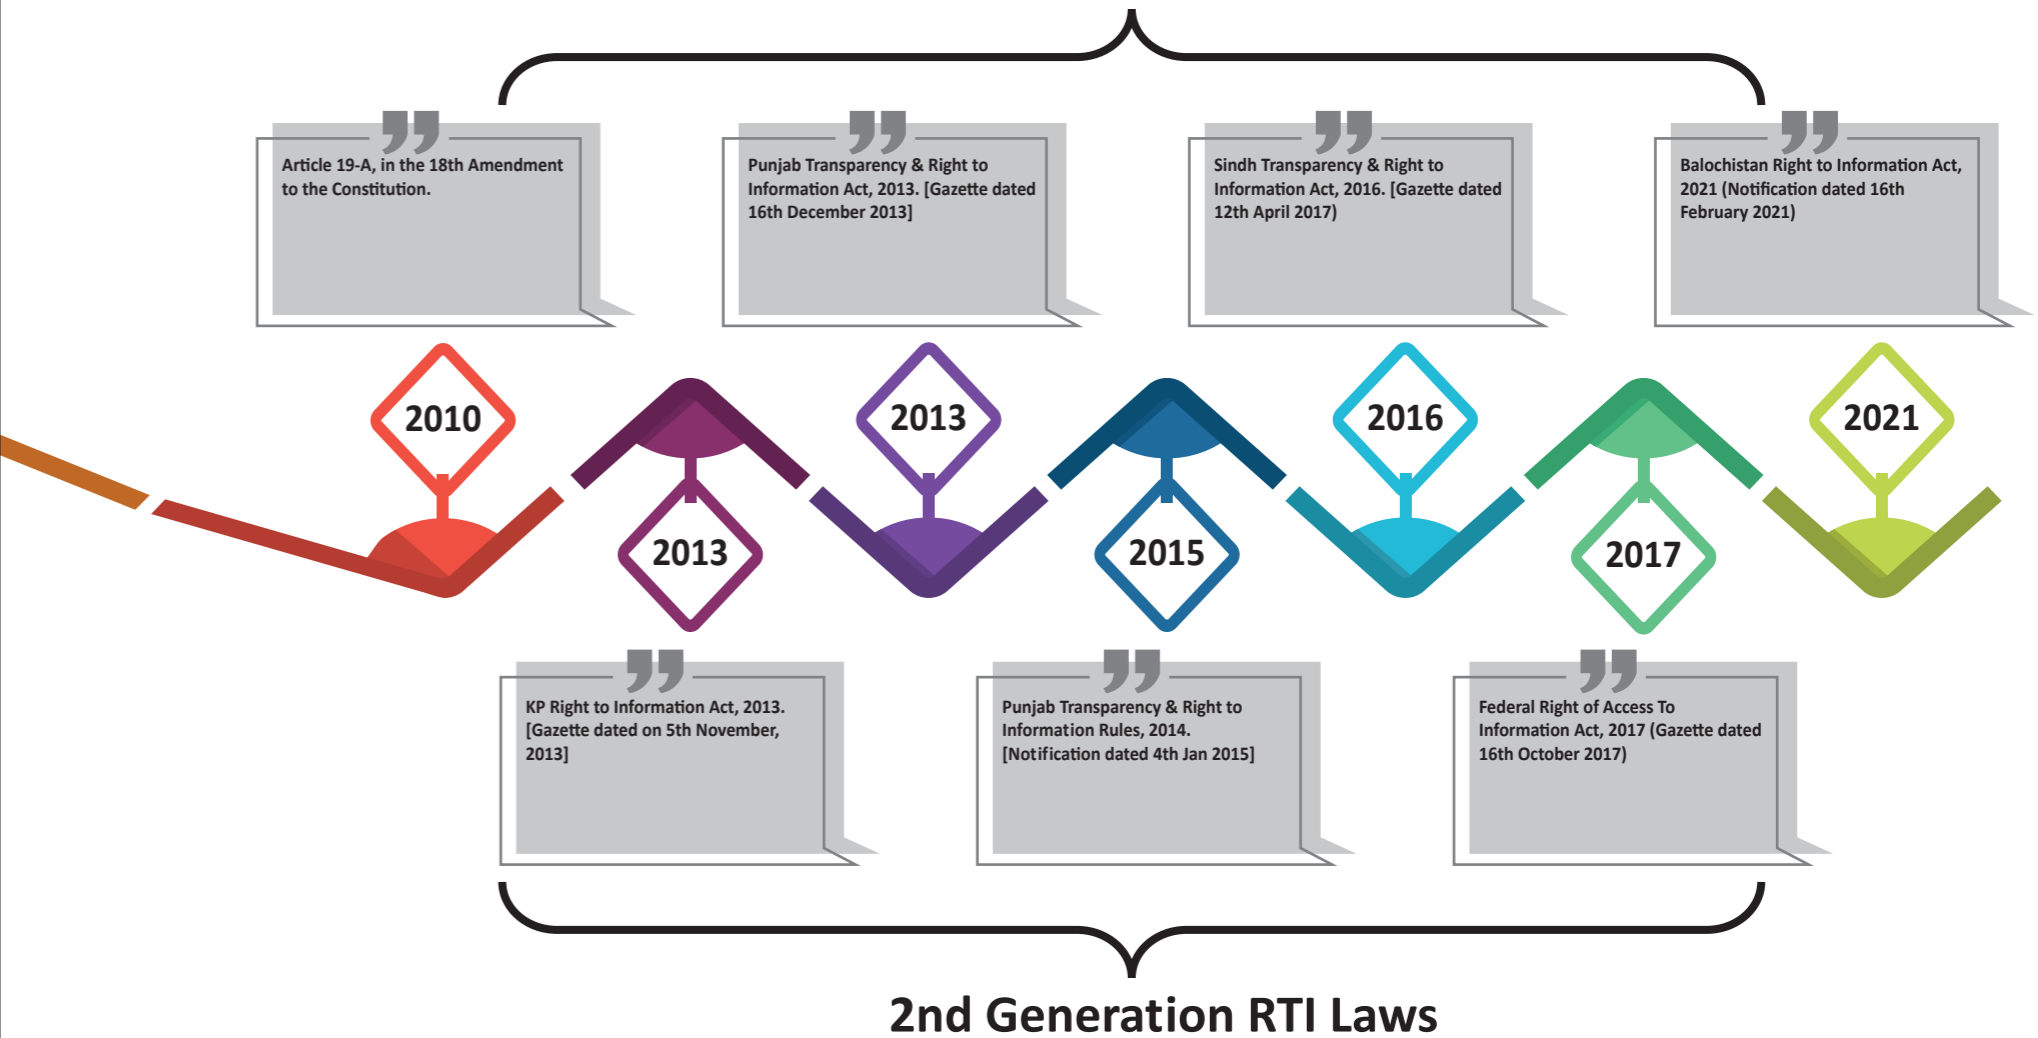 Article 19-A, in the 18th Amendment
to the Constitution.
Punjab Transparency & Right to
Information Act, 2013. [Gazette dated
16th December 2013]
Sindh Transparency & Right to
Information Act, 2016. [Gazette dated
12th April 2017)
Balochistan Right to Information Act,
2021 (Notification dated 16th
February 2021)
2010
2013
2013
2015
2016
2017
2021
KP Right to Information Act, 2013.
[Gazette dated on 5th November,
2013]
Punjab Transparency & Right to
Information Rules, 2014.
[Notification dated 4th Jan 2015]
Federal Right of Access To
Information Act, 2017 (Gazette dated
16th October 2017)
2nd Generation RTI Laws